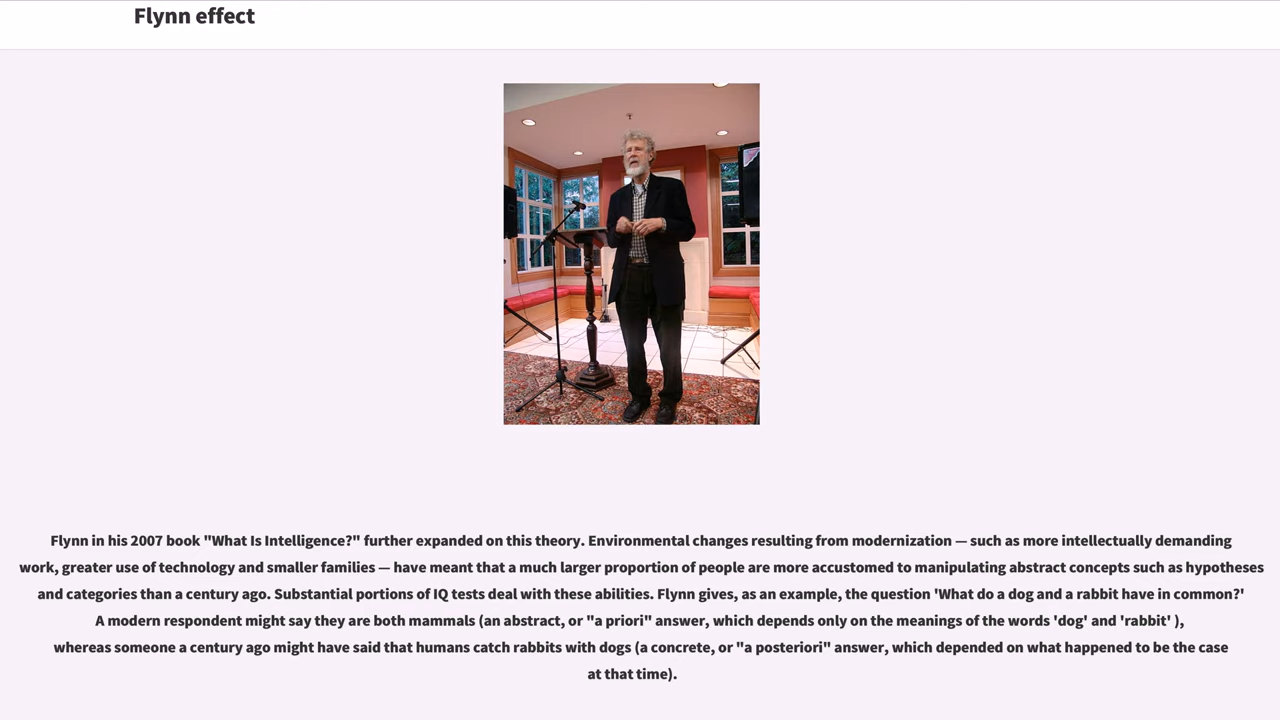 Flynn effect
Flynn in his 2007 book "What Is Intelligence?" further expanded on this theory. Environmental changes resulting from modernization — such as more intellectually demanding
work, greater use of technology and smaller families — have meant that a much larger proportion of people are more accustomed to manipulating abstract concepts such as hypotheses
and categories than a century ago. Substantial portions of IQ tests deal with these abilities. Flynn gives, as an example, the question 'What do a dog and a rabbit have in common?'
A modern respondent might say they are both mammals (an abstract, or "a priori" answer, which depends only on the meanings of the words 'dog' and 'rabbit' ),
whereas someone a century ago might have said that humans catch rabbits with dogs (a concrete, or "a posteriori" answer, which depended on what happened to be the case
at that time).